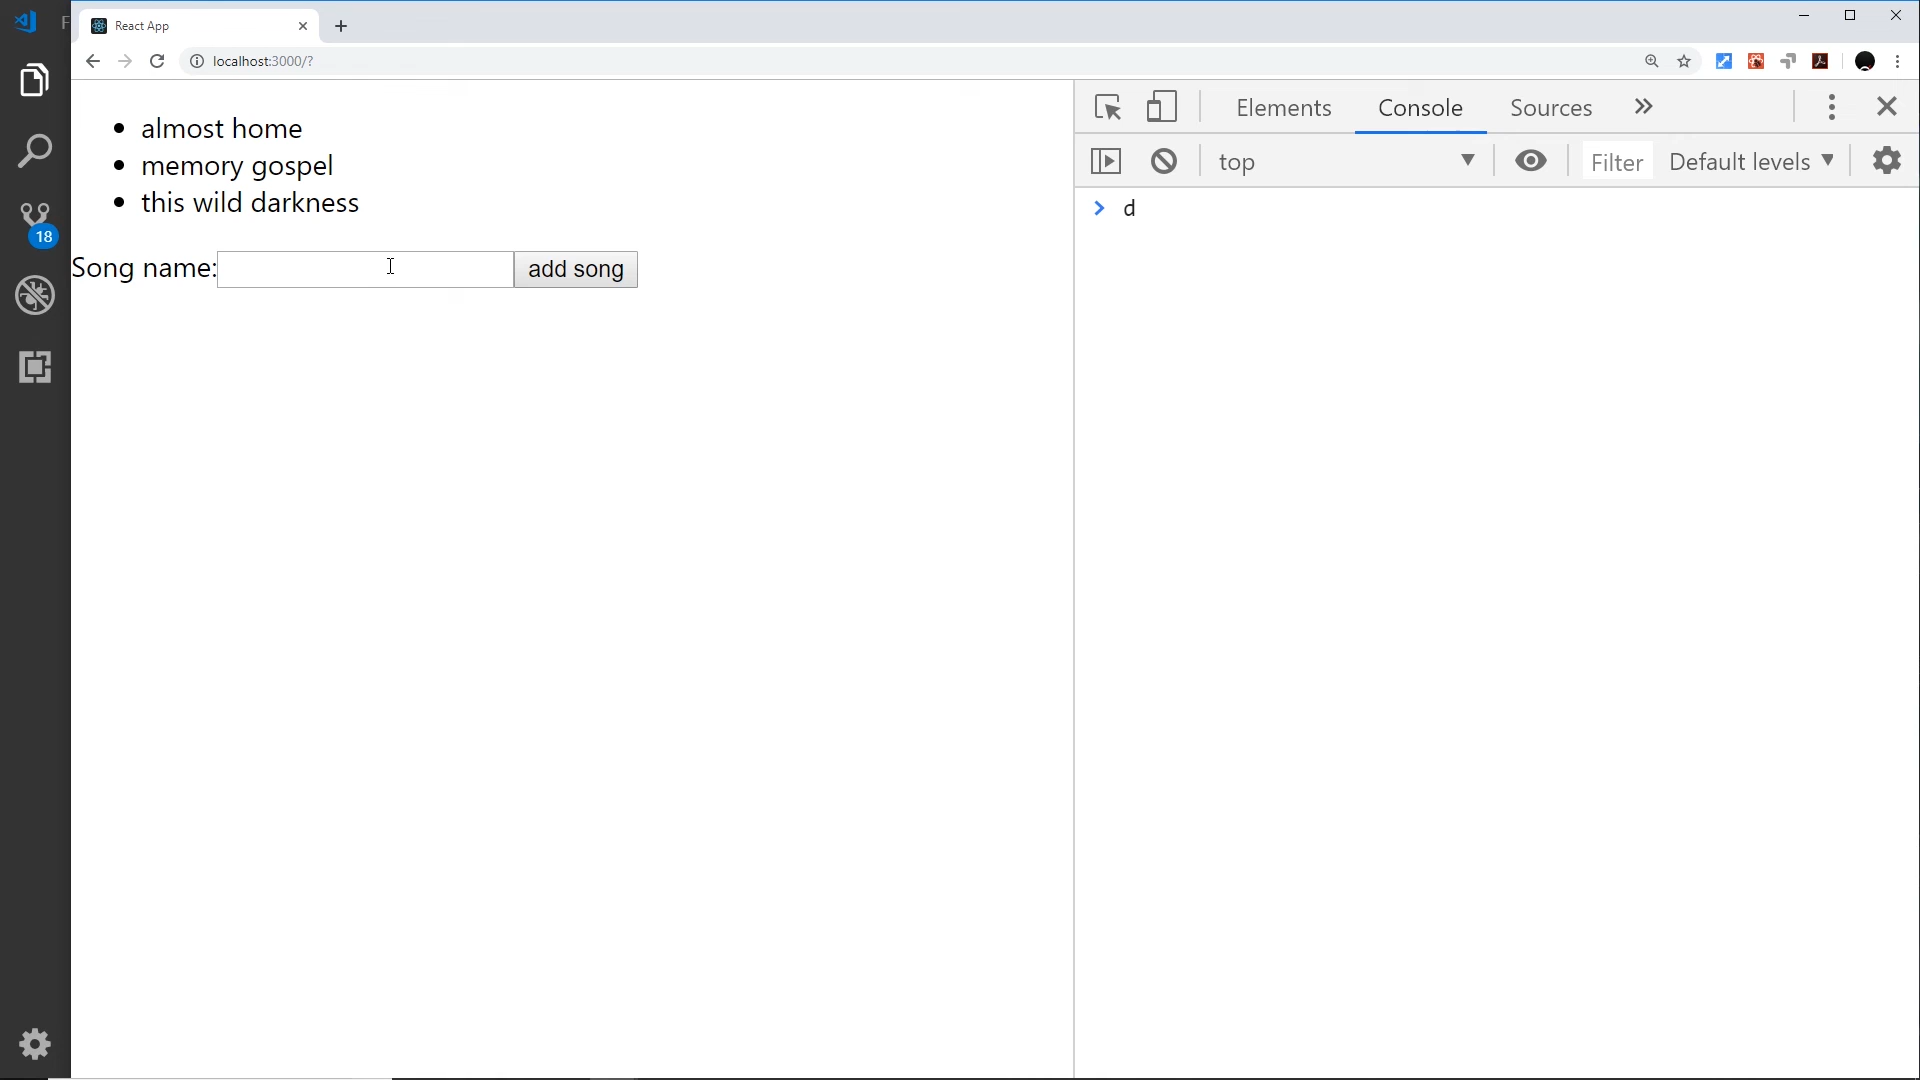 F
React App
localhost:3000/?
Elements Console Sources
top Filter Default levels
• almost home
• memory gospel
• this wild darkness
Song name: add song
> d
18